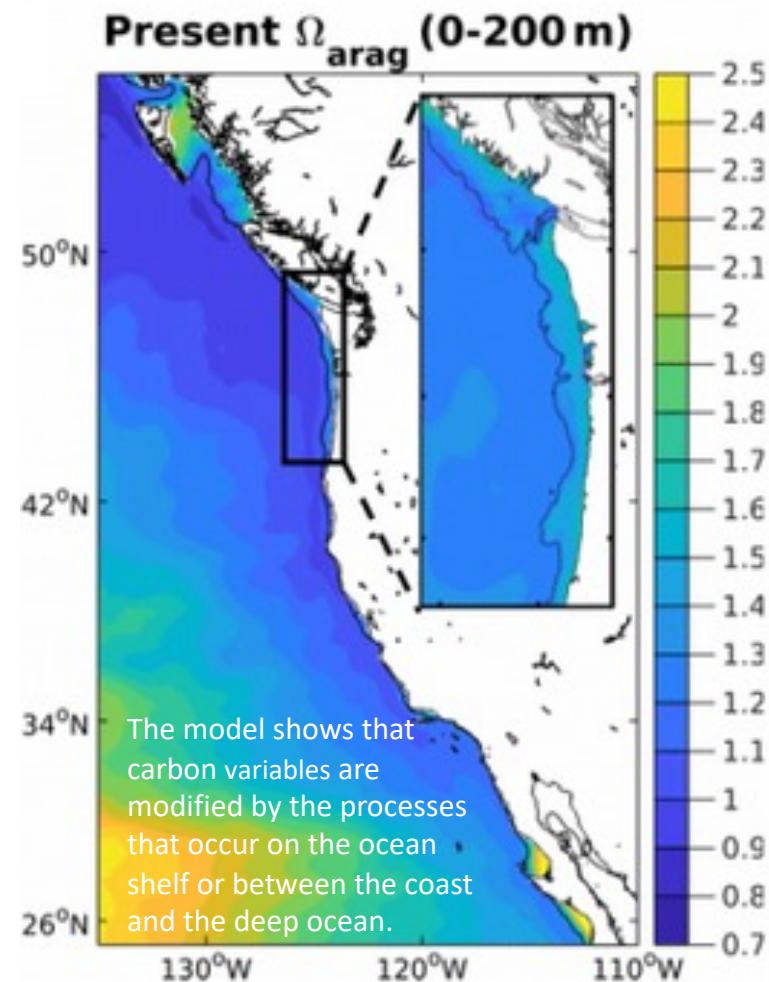 Present Ωarag (0-200 m)
2.5
2.4
2.3
2.2
2.1
2
1.9
1.8
1.7
1.6
1.5
1.4
1.3
1.2
1.1
1
0.9
0.8
0.7
50°N
42°N
34°N
26°N
The model shows that
carbon variables are
modified by the processes
that occur on the ocean
shelf or between the coast
and the deep ocean.
130°W
120°W
110°W